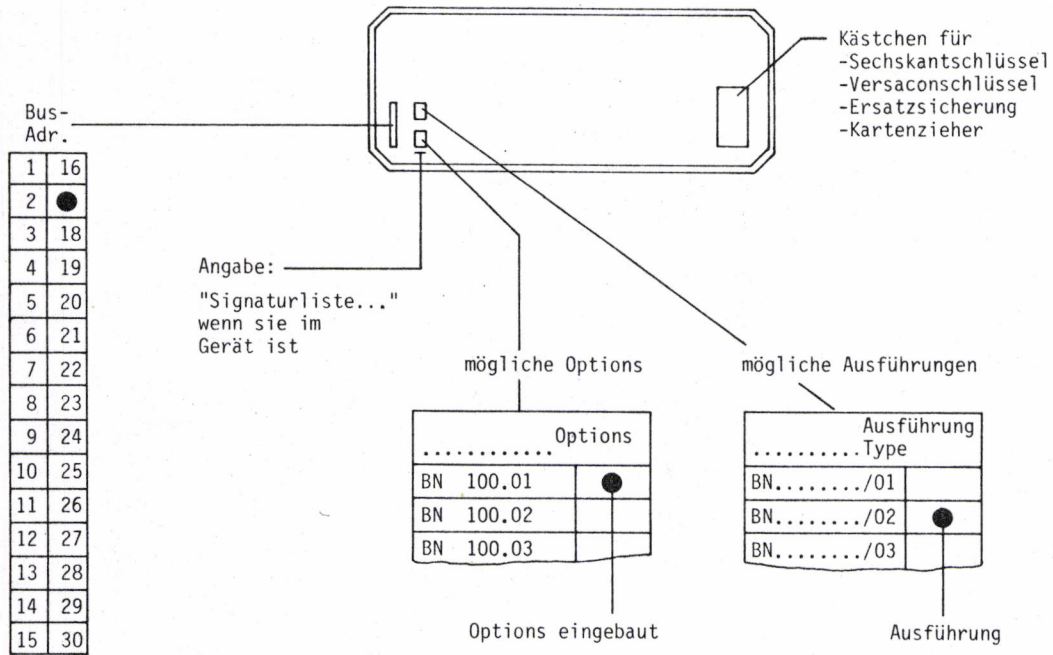 Kästchen für
-Sechskantschlüssel
-Versaconschlüssel
-Ersatzsicherung
-Kartenzieher
Bus-
Adr.
1 16
2 ●
3 18
4 19
5 20
6 21
7 22
8 23
9 24
10 25
11 26
12 27
13 28
14 29
15 30
Angabe:
"Signaturliste..."
wenn sie im
Gerät ist
mögliche Options
Options
............
BN 100.01 ●
BN 100.02
BN 100.03
Options eingebaut
mögliche Ausführungen
Ausführung
..........Type
BN......../01
BN......../02 ●
BN......../03
Ausführung